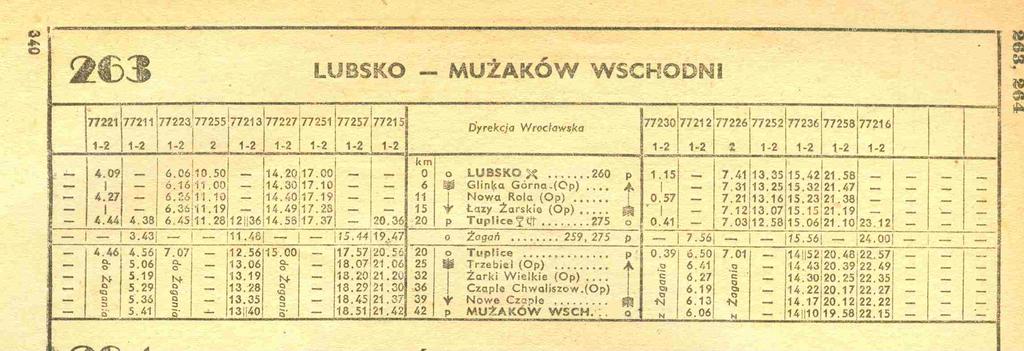 340
263, 264
263 LUBSKO — MUŻAKÓW WSCHODNI
77221 77211 77223 77255 77213 77227 77251 77257 77215 Dyrekcja Wrocławska 77230 77212 77226 77252 77236 77258 77216
1-2 1-2 1-2 2 1-2 1-2 1-2 1-2 1-2 1-2 1-2 2 1-2 1-2 1-2 1-2
km
— 4.09 — 6.06 10.50 — 14.20 17.00 — — 0 o LUBSKO ....... 260 p 1.15 — 7.41 13.35 15.42 21.58 —
— | — 6.16 11.00 — 14.30 17.10 — — 6 Glinka Górna (Op) .... | — 7.31 13.25 15.32 21.47 —
— 4.27 — 6.26 11.10 — 14.40 17.19 — — 11 Nowa Rola (Op) ...... 0.57 — 7.21 13.16 15.23 21.38 —
— | — 6.36 11.19 — 14.49 17.28 — — 15 Łazy Żarskie (Op) .... | — 7.12 13.07 15.15 21.19 —
— 4.44 4.38 6.45 11.28 12||36 14.58 17.37 — 20.36 20 p Tuplice ....... 275 o 0.41 — 7.03 12.58 15.06 21.10 23.12
— — 3.43 — — 11.46 — — 15.44 19.47 o Żagań ........ 259, 275 p — 7.56 — — 15.56 — 24.00
— 4.46 4.56 7.07 — 12.56 15.00 — 17.57 20.56 20 o Tuplice ............ p 0.39 6.50 7.01 — 14||52 20.48 22.57
— do Żagania 5.06 do Żagania — 13.06 do Żagania — 18.07 21.06 25 Trzebiel (Op) ....... z Żagania 6.41 z Żagania — 14.43 20.39 22.49
— 5.19 — 13.19 — 18.20 21.20 32 Żarki Wielkie (Op) .... 6.27 — 14.30 20.25 22.35
— 5.29 — 13.28 — 18.29 21.30 36 Czaple Chwaliszow.(Op) 6.19 — 14.22 20.17 22.27
— 5.36 — 13.35 — 18.45 21.37 39 Nowe Czaple ........ 6.13 — 14.17 20.12 22.22
— 5.41 — 13||40 — 18.51 21.42 42 p MUŻAKÓW WSCH. .. o 6.06 — 14||10 19.58 22.15